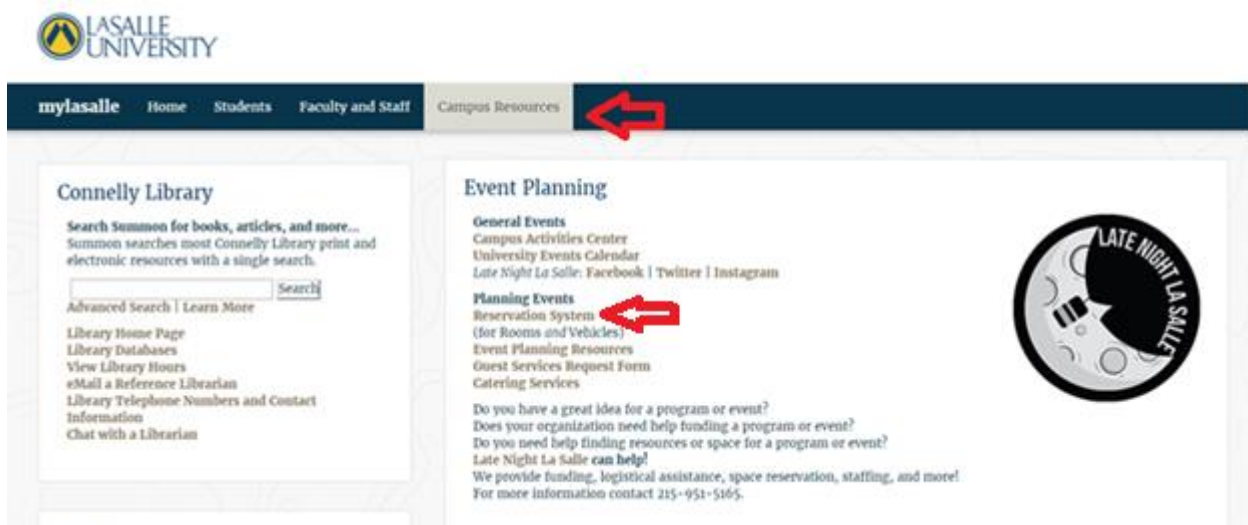 LASALLE
UNIVERSITY
mylasalle Home Students Faculty and Staff Campus Resources
Connelly Library
Search Summon for books, articles, and more...
Summon searches most Connelly Library print and
electronic resources with a single search.
Search
Advanced Search | Learn More
Library Home Page
Library Databases
View Library Hours
eMail a Reference Librarian
Library Telephone Numbers and Contact
Information
Chat with a Librarian
Event Planning
General Events
Campus Activities Center
University Events Calendar
Late Night La Salle: Facebook | Twitter | Instagram
Planning Events
Reservation System
(for Rooms and Vehicles)
Event Planning Resources
Guest Services Request Form
Catering Services
Do you have a great idea for a program or event?
Does your organization need help funding a program or event?
Do you need help finding resources or space for a program or event?
Late Night La Salle can help!
We provide funding, logistical assistance, space reservation, staffing, and more!
For more information contact 215-951-5165.
LATE NIGHT LA SALLE